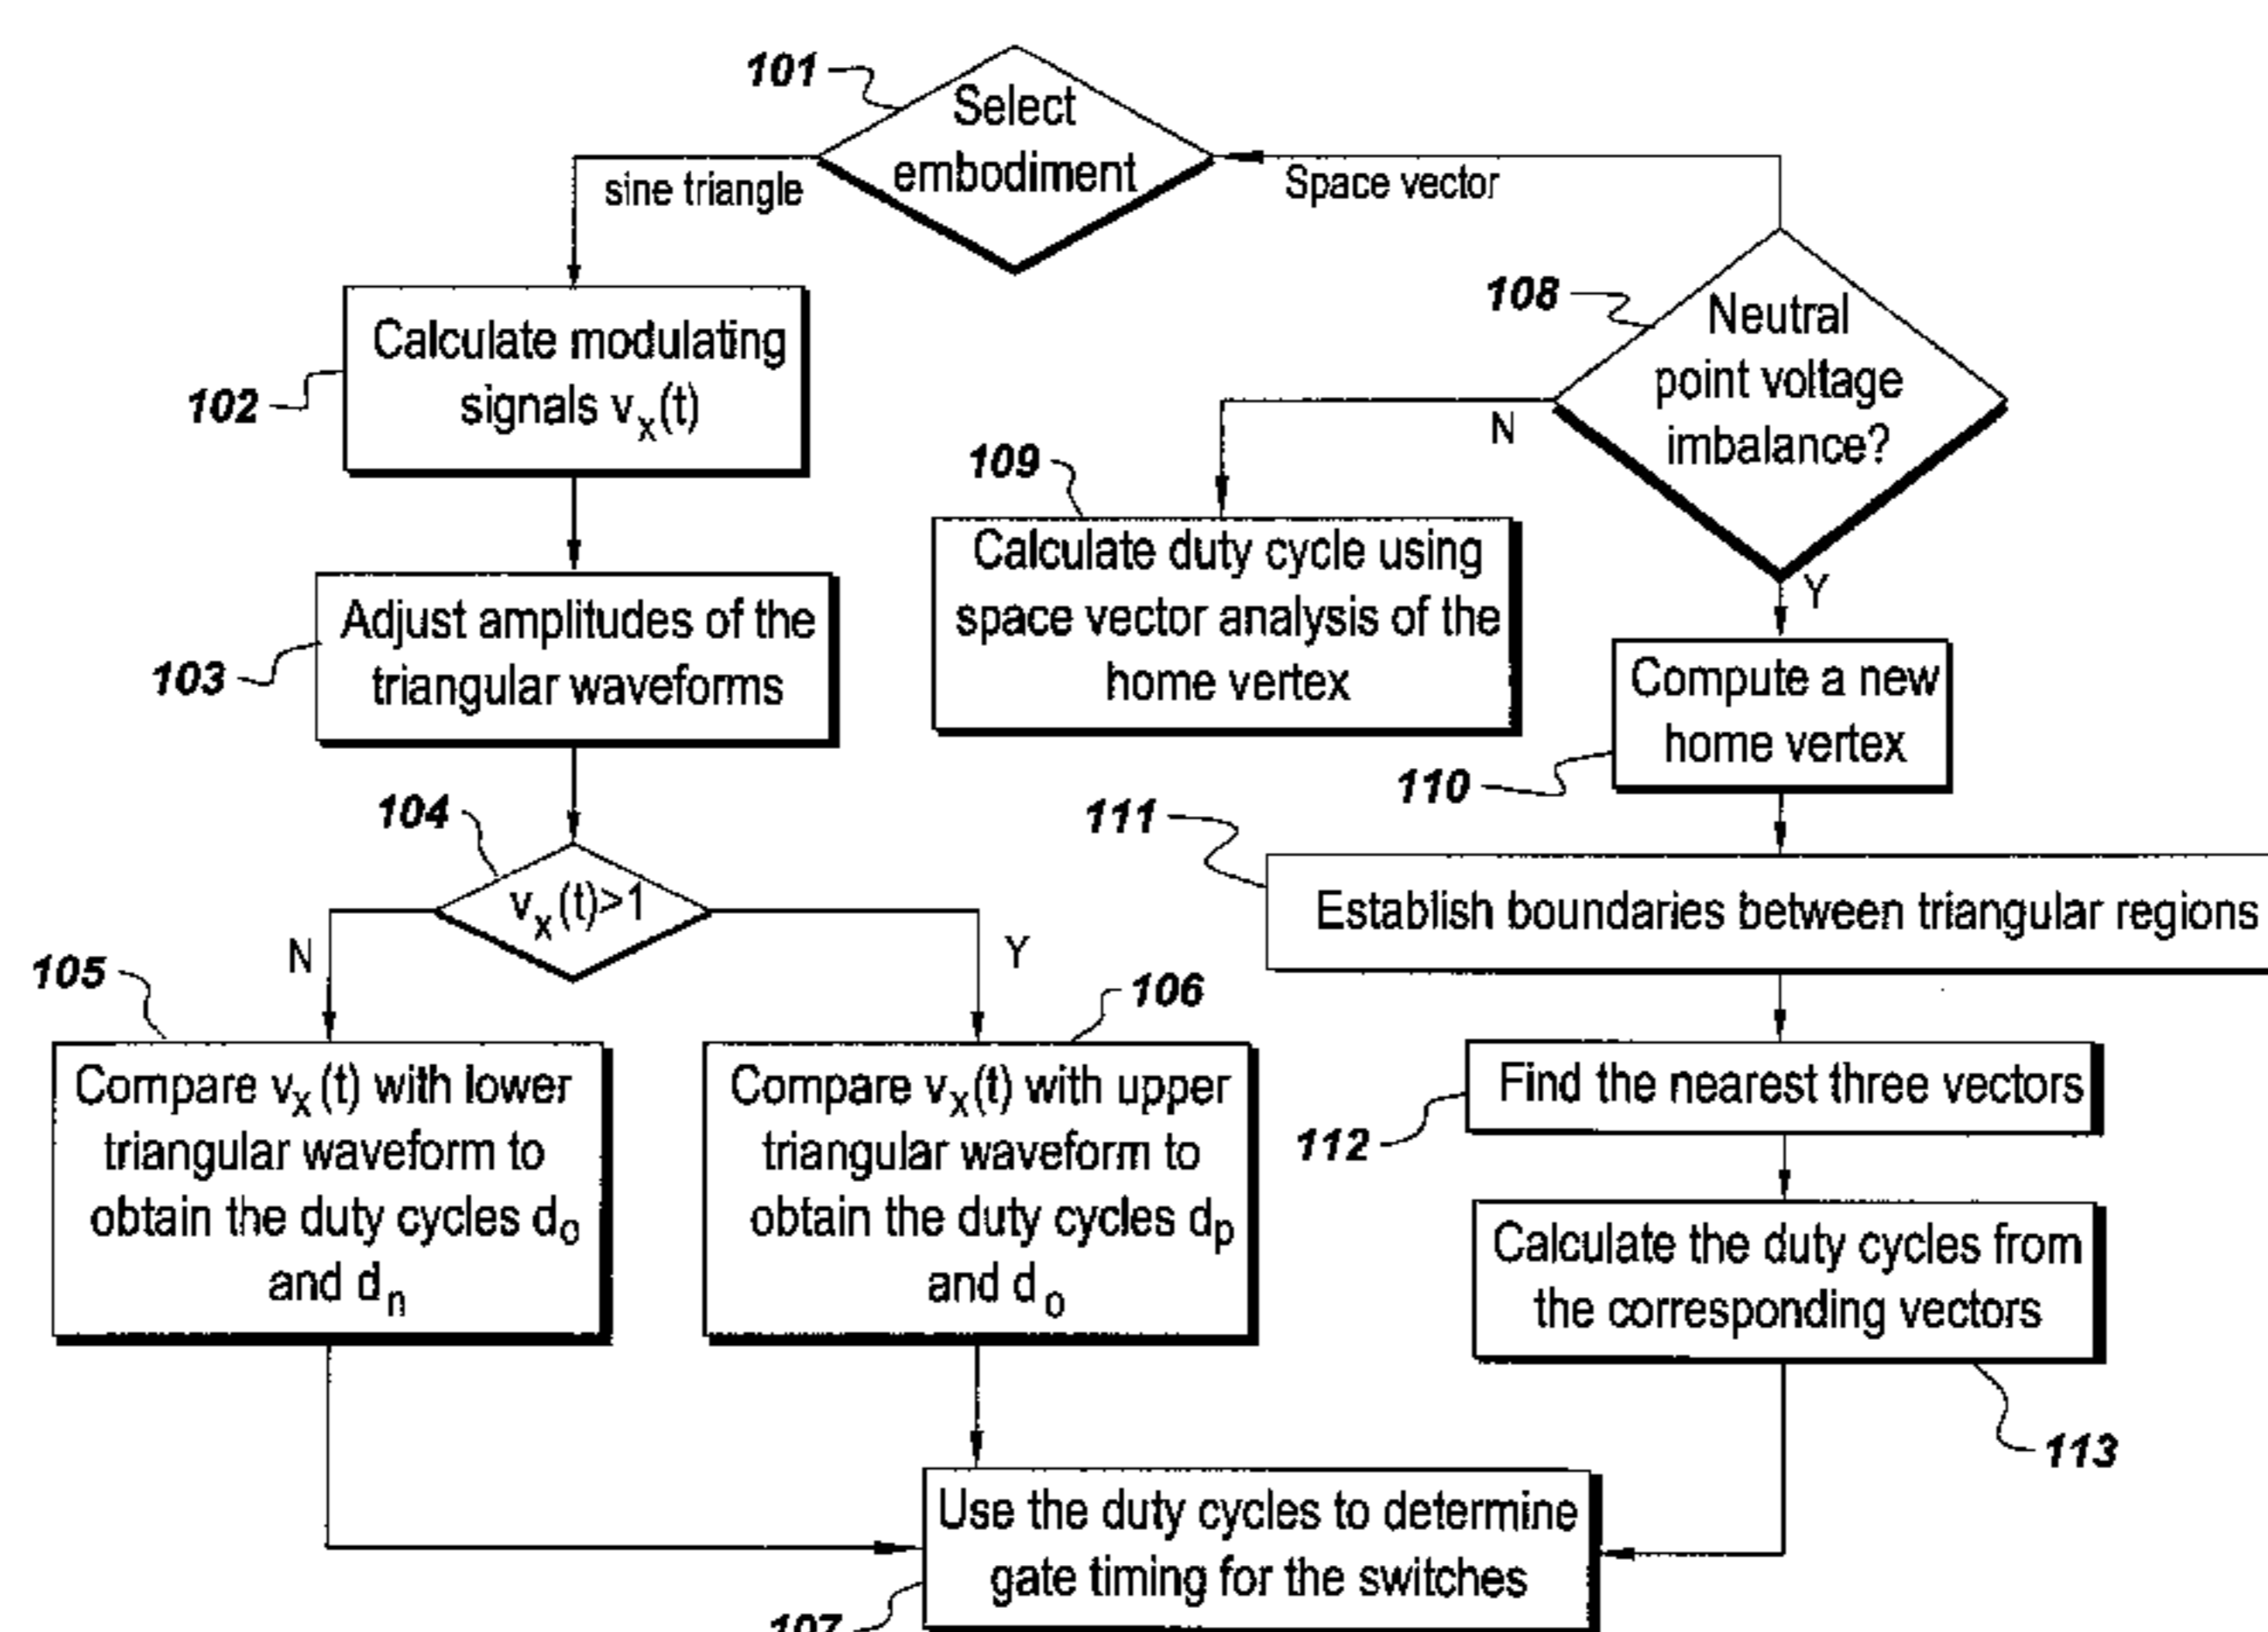 101
Select
embodiment
sine triangle
Space vector
102
Calculate modulating
signals vx(t)
108
Neutral
point voltage
imbalance?
N
Y
109
Calculate duty cycle using
space vector analysis of the
home vertex
103
Adjust amplitudes of the
triangular waveforms
110
Compute a new
home vertex
104
vx(t)>1
N
Y
111
Establish boundaries between triangular regions
105
Compare vx(t) with lower
triangular waveform to
obtain the duty cycles do
and dn
106
Compare vx(t) with upper
triangular waveform to
obtain the duty cycles dp
and do
112
Find the nearest three vectors
Calculate the duty cycles from
the corresponding vectors
113
Use the duty cycles to determine
gate timing for the switches
107